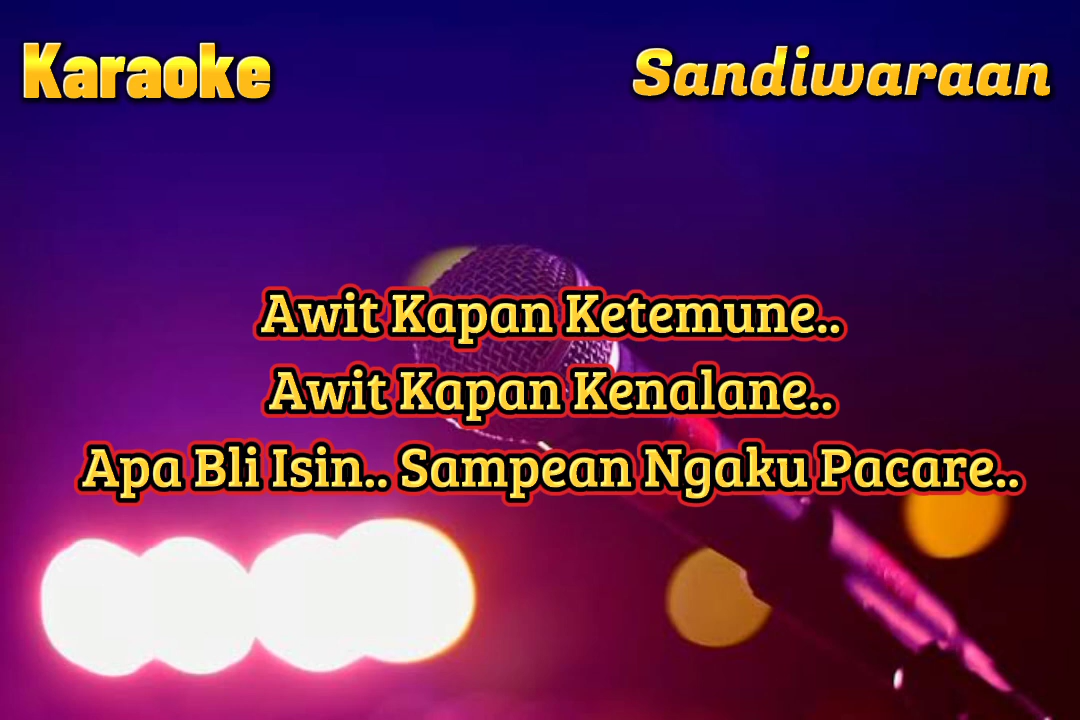 Karaoke
Sandiwaraan
Awit Kapan Ketemune..
Awit Kapan Kenalane..
Apa Bli Isin.. Sampean Ngaku Pacare..